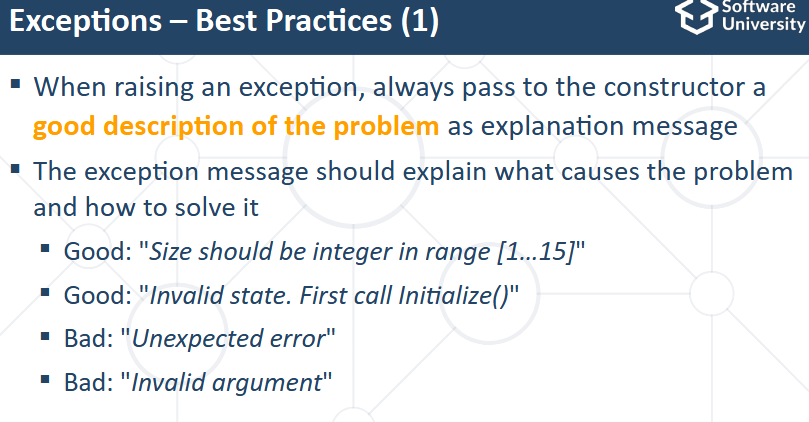 Exceptions – Best Practices (1)
Software
University
▪ When raising an exception, always pass to the constructor a
good description of the problem as explanation message
▪ The exception message should explain what causes the problem
and how to solve it
▪ Good: "Size should be integer in range [1…15]"
▪ Good: "Invalid state. First call Initialize()"
▪ Bad: "Unexpected error"
▪ Bad: "Invalid argument"